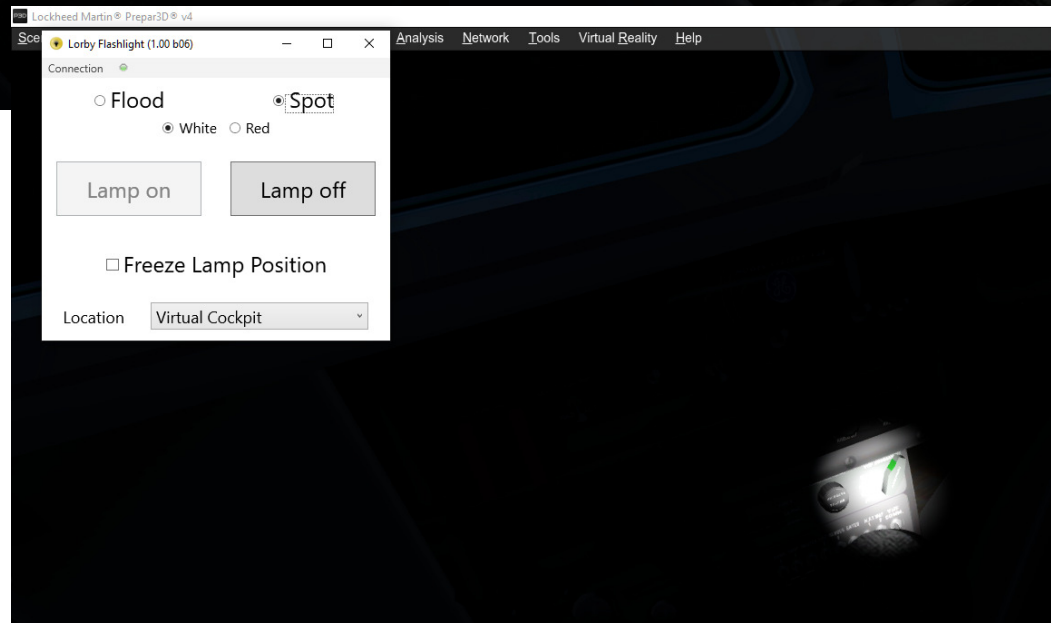 P3D Lockheed Martin® Prepar3D® v4
Sce Analysis Network Tools Virtual Reality Help
Lorby Flashlight (1.00 b06)
Connection
Flood Spot
White Red
Lamp on Lamp off
Freeze Lamp Position
Location Virtual Cockpit